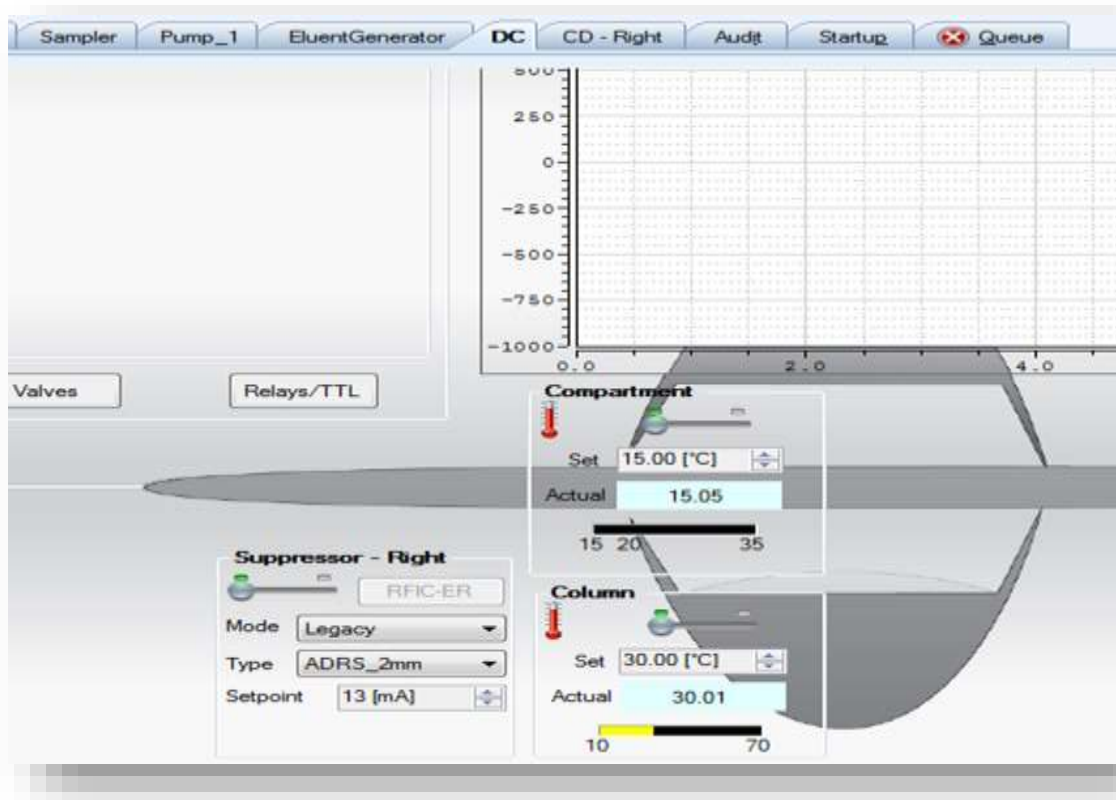 Sampler Pump_1 EluentGenerator DC CD - Right Audit Startup Queue
500
250
0
-250
-500
-750
-1000
0.0 2.0 4.0
Valves Relays/TTL
Compartment
Set 15.00 [°C]
Actual 15.05
15 20 35
Suppressor - Right
RFIC-ER
Mode Legacy
Type ADRS_2mm
Setpoint 13 [mA]
Column
Set 30.00 [°C]
Actual 30.01
10 70